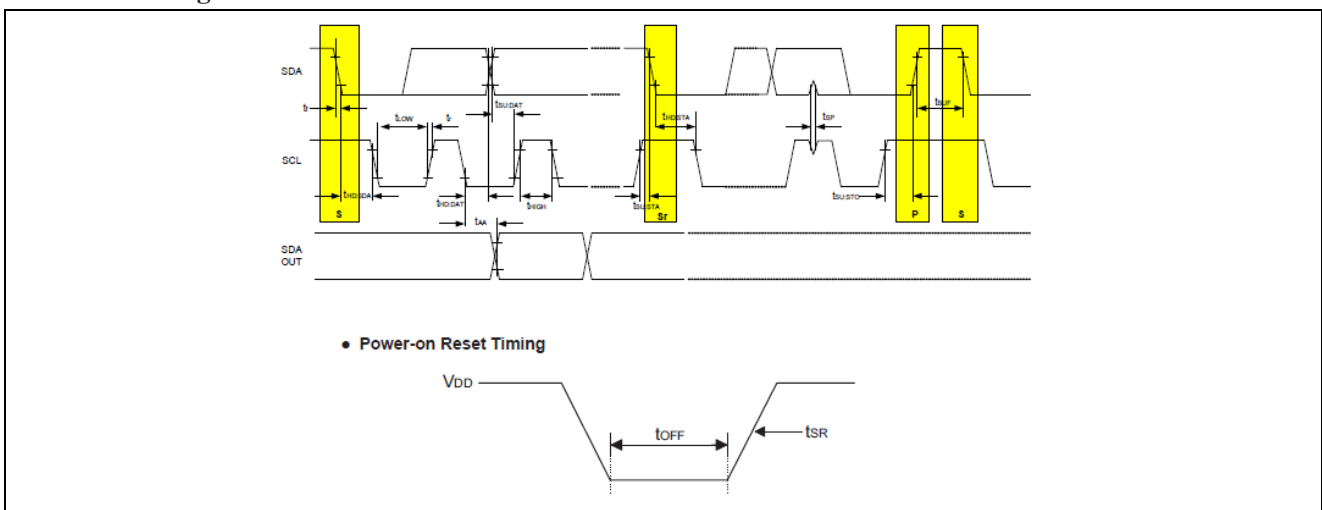 SDA
tf
tLOW
tr
tSU:DAT
tHD:STA
tSP
tBUF
SCL
tHD:SDA
tHD:DAT
tHIGH
tSU:STA
tSU:STO
S
Sr
P
S
tAA
SDA
OUT
● Power-on Reset Timing
VDD
tOFF
tSR